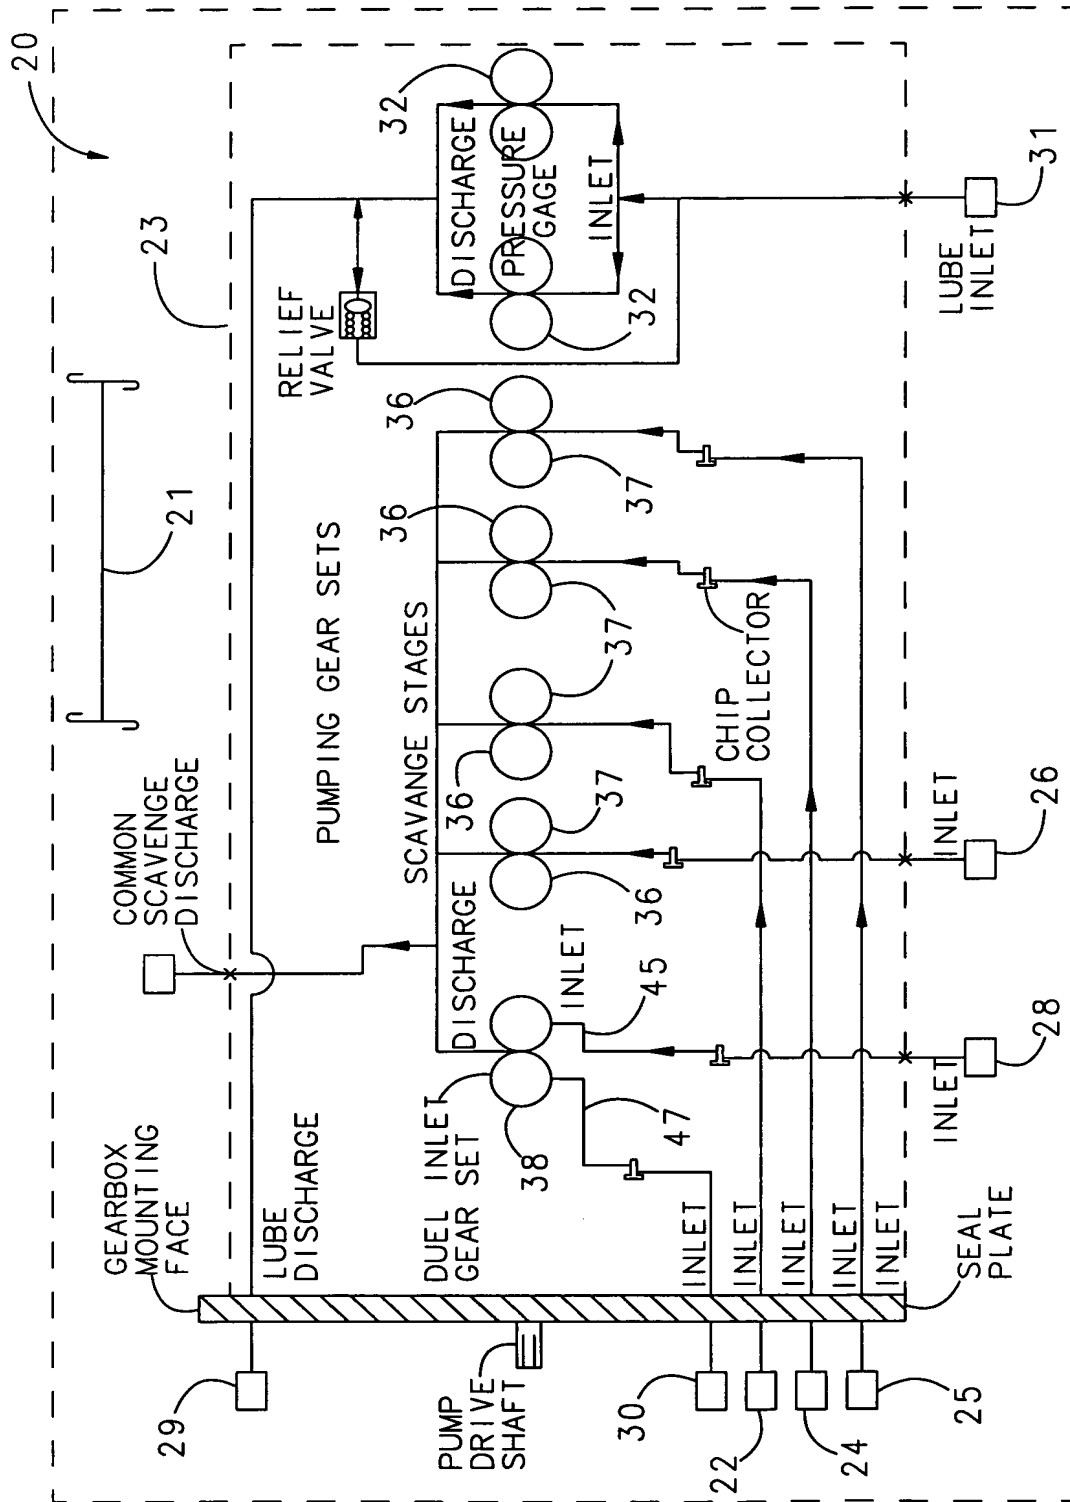 20
23
21
COMMON
SCAVENGE
DISCHARGE
GEARBOX
MOUNTING
FACE
29
LUBE
DISCHARGE
PUMPING GEAR SETS
RELIEF
VALVE
SCAVANGE STAGES
DISCHARGE
DISCHARGE
PRESSURE
GAGE
INLET
32
32
36
36
36
36
37
37
37
37
DUEL INLET
GEAR SET
38
INLET
45
47
PUMP
DRIVE
SHAFT
CHIP
COLLECTOR
INLET
INLET
INLET
INLET
INLET
30
22
24
25
SEAL
PLATE
INLET
28
INLET
26
LUBE
INLET
31